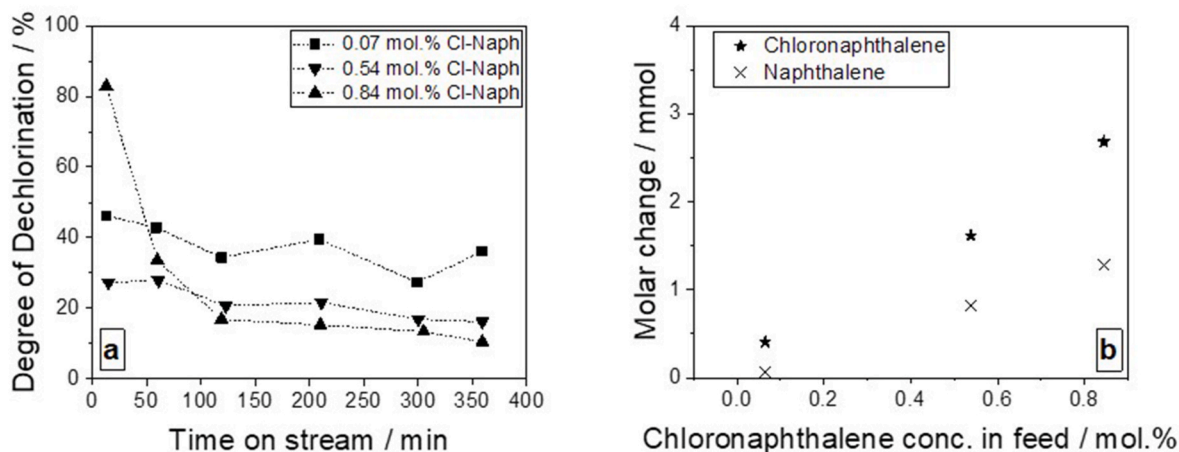 Degree of Dechlorination / %
100
80
60
40
20
0
0.07 mol.% Cl-Naph
0.54 mol.% Cl-Naph
0.84 mol.% Cl-Naph
a
0 50 100 150 200 250 300 350 400
Time on stream / min
Molar change / mmol
4
3
2
1
0
Chloronaphthalene
Naphthalene
b
0.0 0.2 0.4 0.6 0.8
Chloronaphthalene conc. in feed / mol.%